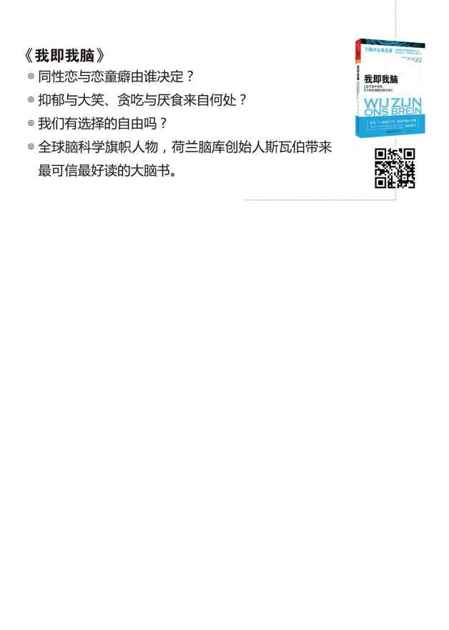 《我即我脑》
◎ 同性恋与恋童癖由谁决定？
◎ 抑郁与大笑、贪吃与厌食来自何处？
◎ 我们有选择的自由吗？
◎ 全球脑科学旗帜人物，荷兰脑库创始人斯瓦伯带来
最可信最好读的大脑书。
我即我脑
WIJ ZIJN
ONS BREIN